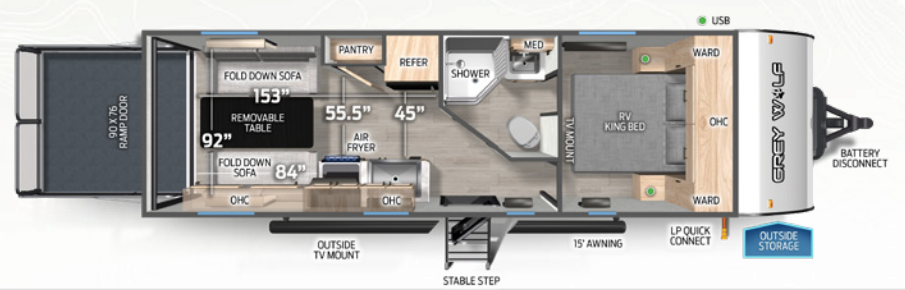 USB
PANTRY
REFER
MED
WARD
SHOWER
FOLD DOWN SOFA
153"
55.5"
45"
90 X 76
RAMP DOOR
REMOVABLE
TABLE
92"
AIR
FRYER
TV MOUNT
RV
KING BED
OHC
GREY WOLF
FOLD DOWN
SOFA
84"
BATTERY
DISCONNECT
OHC
OHC
WARD
OUTSIDE
TV MOUNT
15' AWNING
LP QUICK
CONNECT
OUTSIDE
STORAGE
STABLE STEP